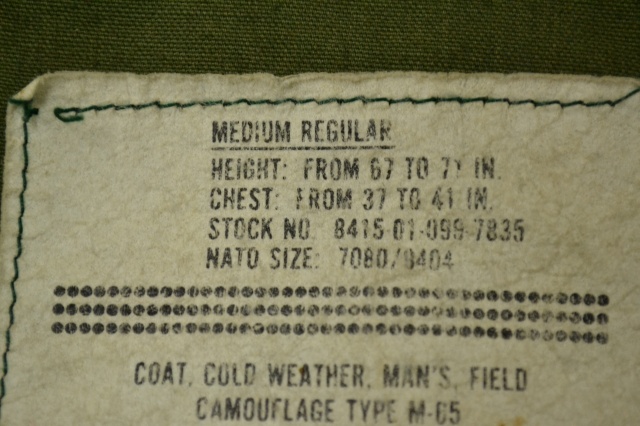 MEDIUM REGULAR
HEIGHT: FROM 67 TO 71 IN.
CHEST: FROM 37 TO 41 IN.
STOCK NO. 8415-01-099-7835
NATO SIZE: 7080/9404
COAT, COLD WEATHER, MAN'S, FIELD
CAMOUFLAGE TYPE M-65